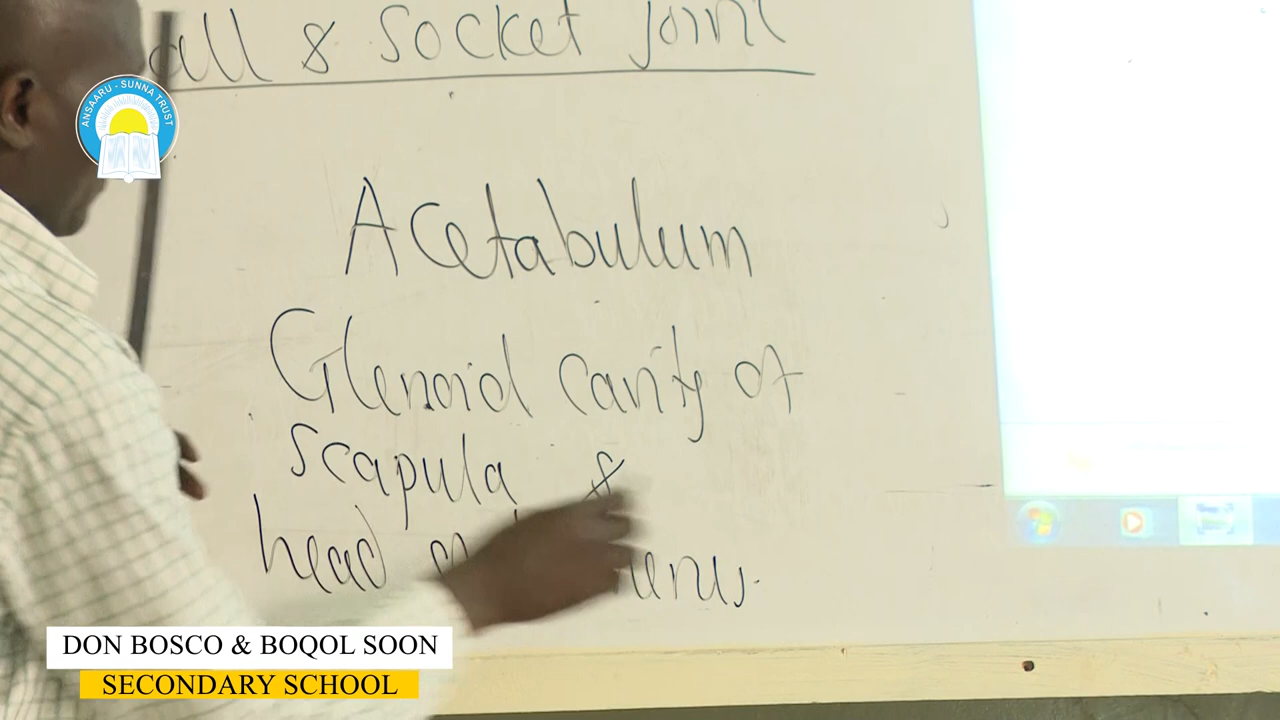 all & Socket Joint
ANSAARU - SUNNA TRUST
Acetabulum
Glenoid cavity of
scapula &
head
DON BOSCO & BOQOL SOON
SECONDARY SCHOOL